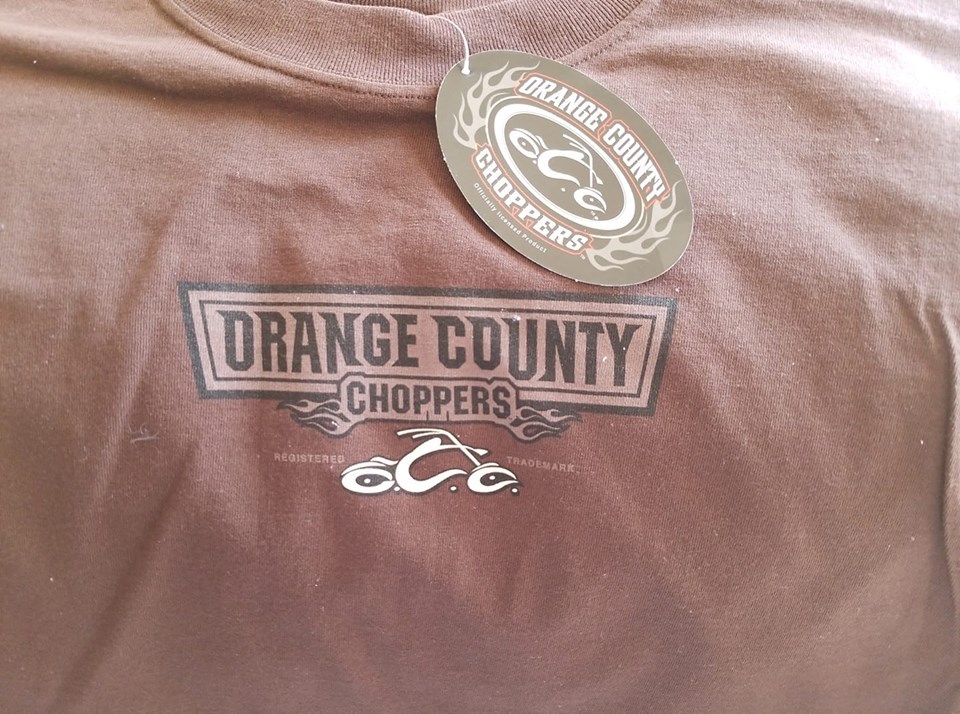 ORANGE COUNTY
O.C.C.
CHOPPERS
Officially Licensed Product
ORANGE COUNTY
CHOPPERS
REGISTERED O.C.C. TRADEMARK